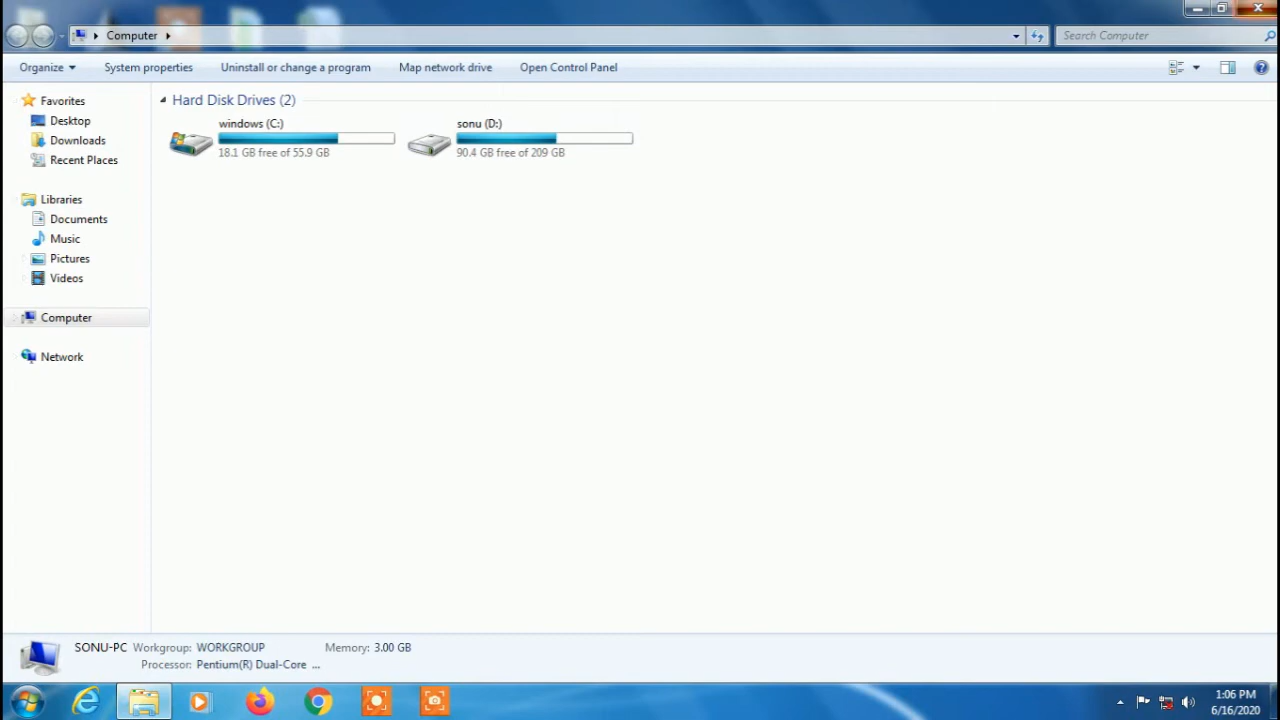 Computer
Search Computer
Organize
System properties
Uninstall or change a program
Map network drive
Open Control Panel
Favorites
Desktop
Downloads
Recent Places
Libraries
Documents
Music
Pictures
Videos
Computer
Network
Hard Disk Drives (2)
windows (C:)
18.1 GB free of 55.9 GB
sonu (D:)
90.4 GB free of 209 GB
SONU-PC Workgroup: WORKGROUP Memory: 3.00 GB
Processor: Pentium(R) Dual-Core ...
1:06 PM
6/16/2020